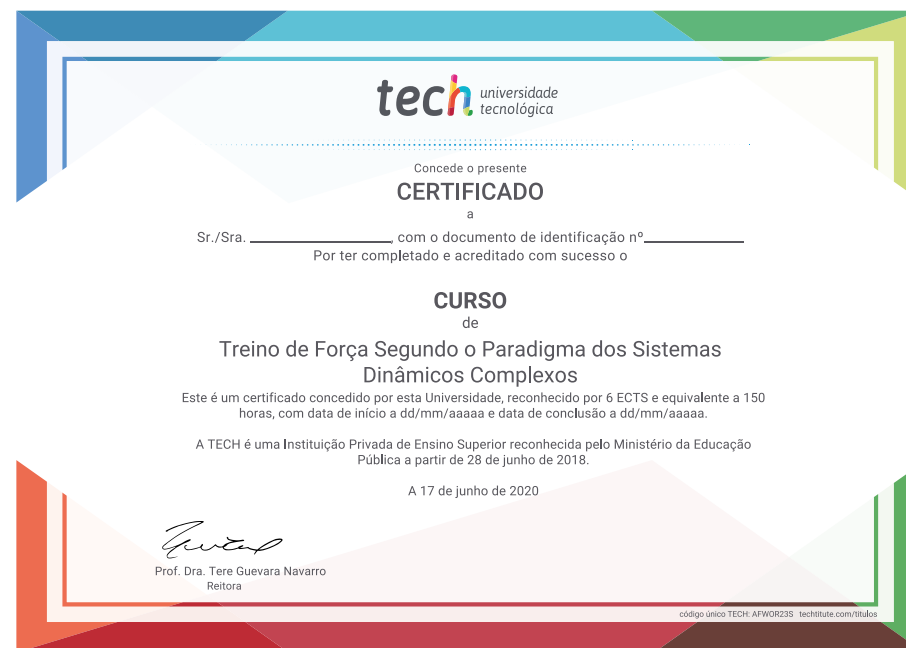 tech universidade
tecnológica
Concede o presente
CERTIFICADO
a
Sr./Sra. , com o documento de identificação nº
Por ter completado e acreditado com sucesso o
CURSO
de
Treino de Força Segundo o Paradigma dos Sistemas
Dinâmicos Complexos
Este é um certificado concedido por esta Universidade, reconhecido por 6 ECTS e equivalente a 150
horas, com data de início a dd/mm/aaaaa e data de conclusão a dd/mm/aaaaa.
A TECH é uma Instituição Privada de Ensino Superior reconhecida pelo Ministério da Educação
Pública a partir de 28 de junho de 2018.
A 17 de junho de 2020
Prof. Dra. Tere Guevara Navarro
Reitora
código único TECH: AFWOR23S techtitute.com/titulos